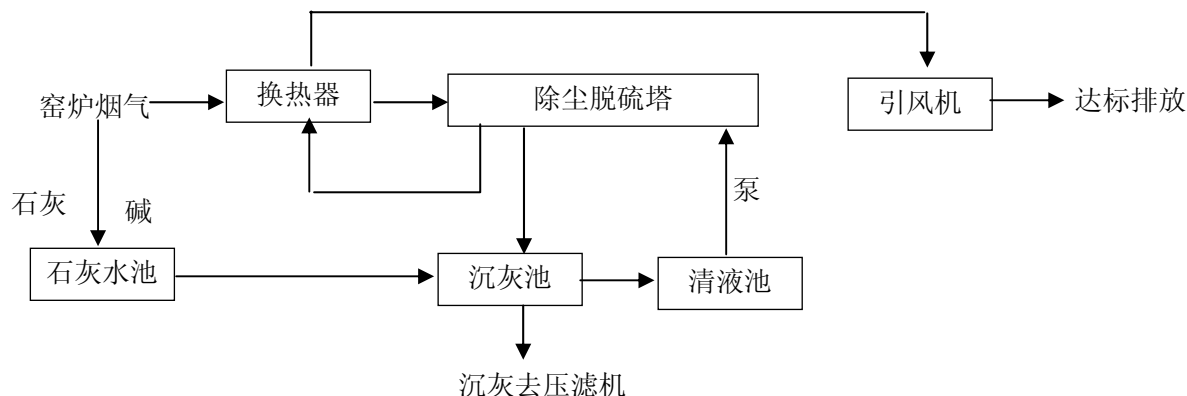 换热器
除尘脱硫塔
引风机
达标排放
窑炉烟气
石灰
碱
泵
石灰水池
沉灰池
清液池
沉灰去压滤机